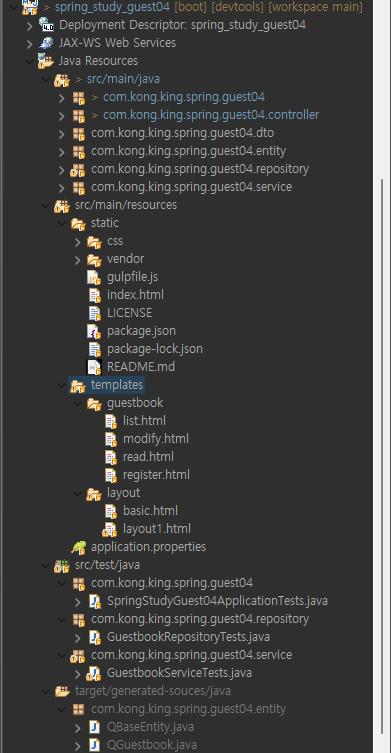 > spring_study_guest04 [boot] [devtools] [workspace main]
> Deployment Descriptor: spring_study_guest04
> JAX-WS Web Services
Java Resources
> src/main/java
> > com.kong.king.spring.guest04
> > com.kong.king.spring.guest04.controller
> com.kong.king.spring.guest04.dto
> com.kong.king.spring.guest04.entity
> com.kong.king.spring.guest04.repository
> com.kong.king.spring.guest04.service
src/main/resources
static
> css
> vendor
gulpfile.js
index.html
LICENSE
package.json
package-lock.json
README.md
templates
guestbook
list.html
modify.html
read.html
register.html
layout
basic.html
layout1.html
application.properties
src/test/java
com.kong.king.spring.guest04
> SpringStudyGuest04ApplicationTests.java
com.kong.king.spring.guest04.repository
> GuestbookRepositoryTests.java
com.kong.king.spring.guest04.service
> GuestbookServiceTests.java
target/generated-souces/java
com.kong.king.spring.guest04.entity
> QBaseEntity.java
> QGuestbook.java